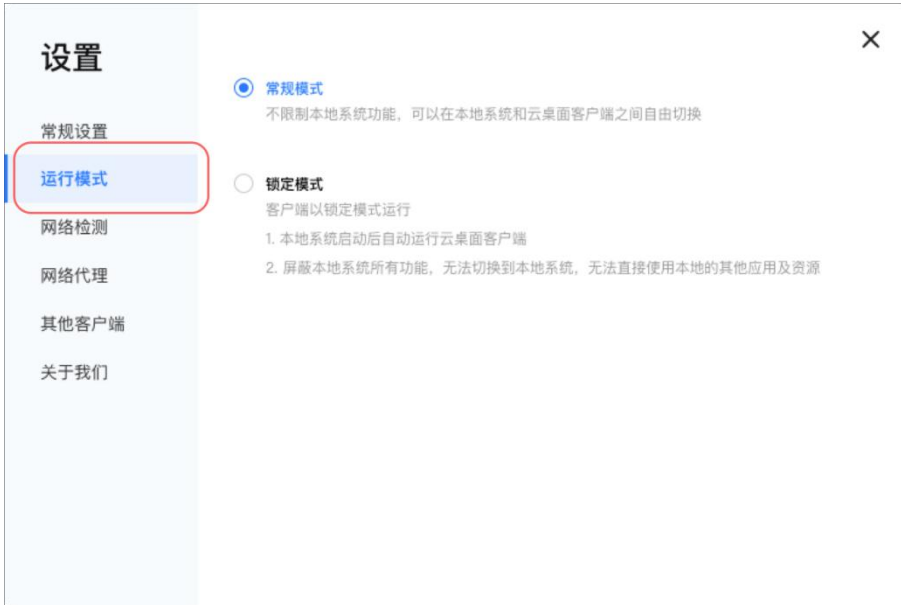 设置
常规设置
运行模式
网络检测
网络代理
其他客户端
关于我们
常规模式
不限制本地系统功能，可以在本地系统和云桌面客户端之间自由切换
锁定模式
客户端以锁定模式运行
1. 本地系统启动后自动运行云桌面客户端
2. 屏蔽本地系统所有功能，无法切换到本地系统，无法直接使用本地的其他应用及资源